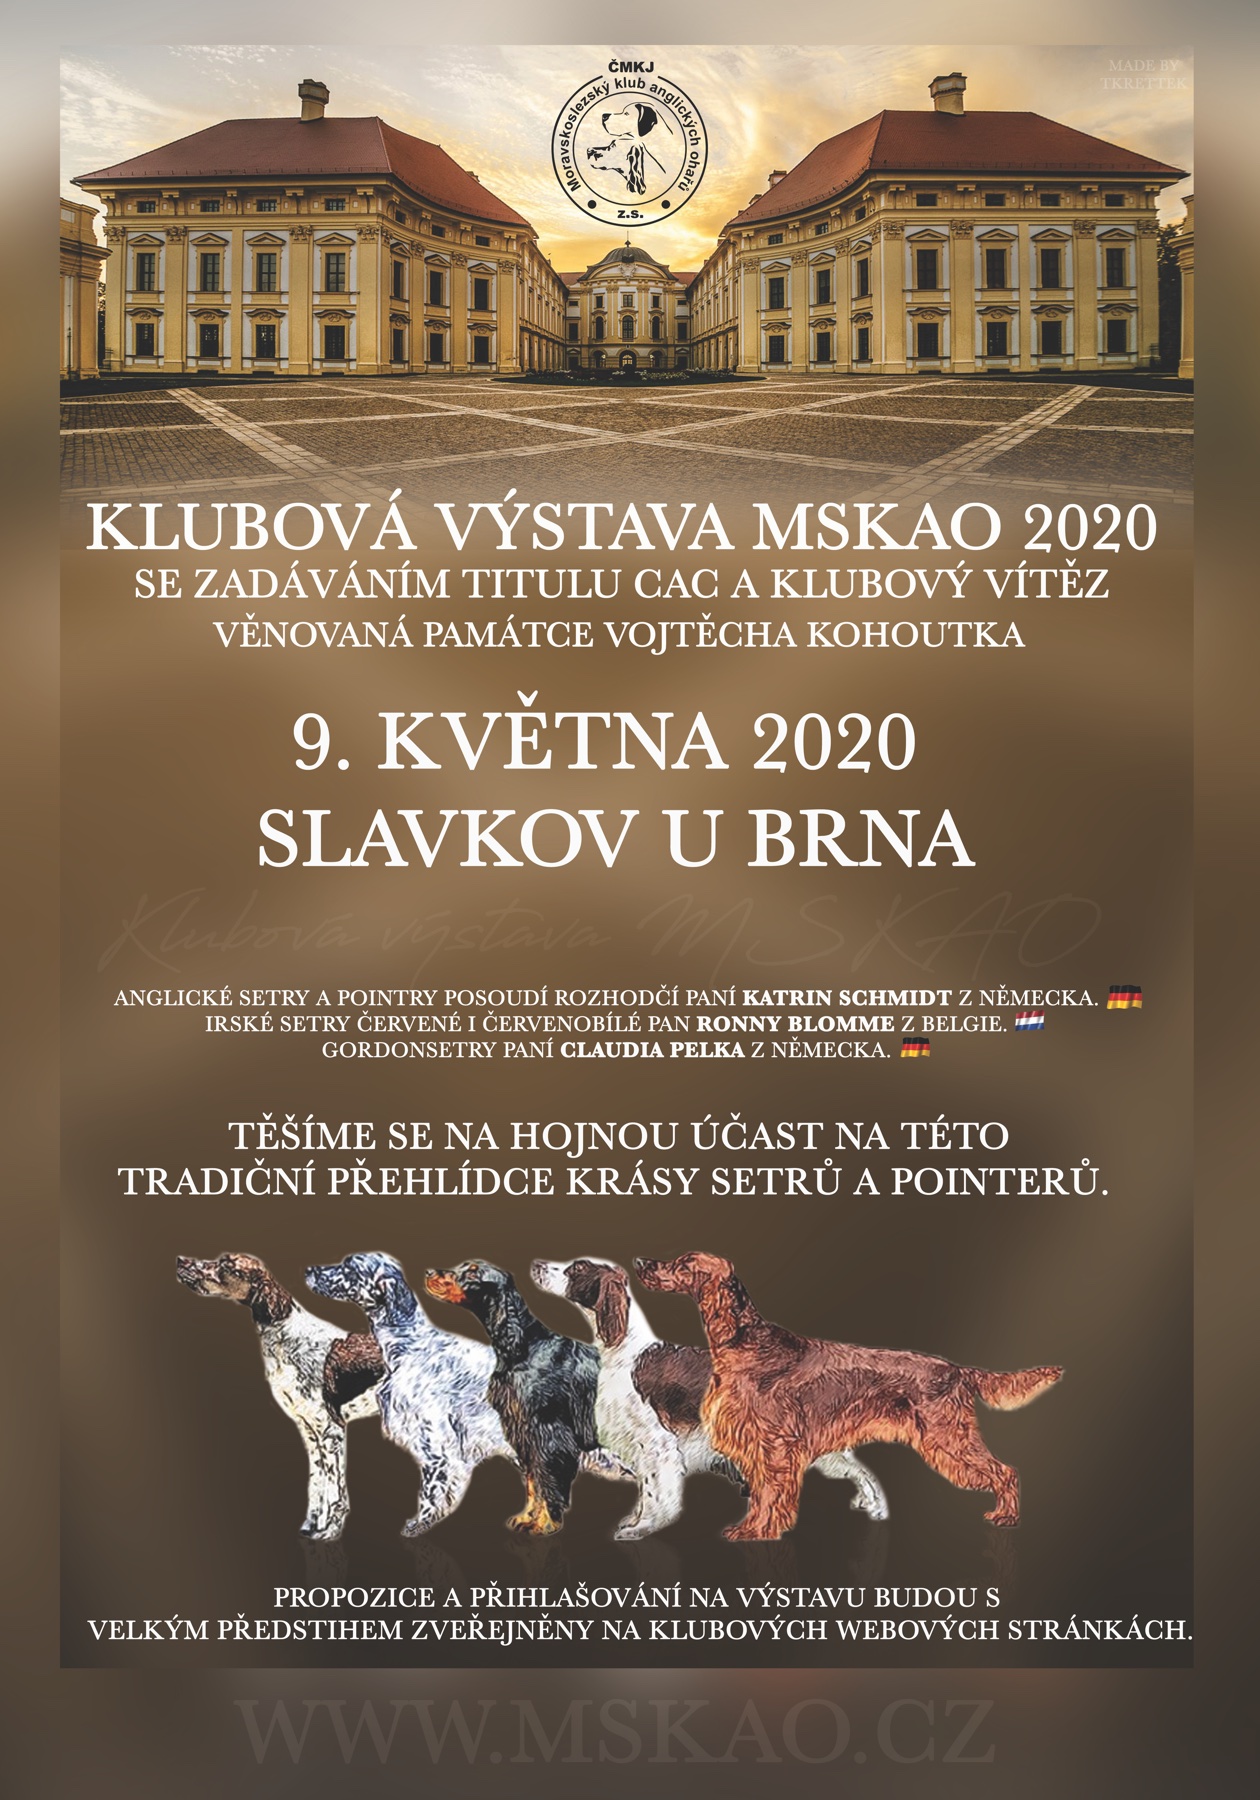 ČMKJ
Moravskoslezský klub anglických ohařů
z.s.
MADE BY
TKRETTEK
KLUBOVÁ VÝSTAVA MSKAO 2020
SE ZADÁVÁNÍM TITULU CAC A KLUBOVÝ VÍTĚZ
VĚNOVANÁ PAMÁTCE VOJTĚCHA KOHOUTKA
9. KVĚTNA 2020
SLAVKOV U BRNA
Klubová výstava MSKAO
ANGLICKÉ SETRY A POINTRY POSOUDÍ ROZHODČÍ PANÍ KATRIN SCHMIDT Z NĚMECKA.
IRSKÉ SETRY ČERVENÉ I ČERVENOBÍLÉ PAN RONNY BLOMME Z BELGIE.
GORDONSETRY PANÍ CLAUDIA PELKA Z NĚMECKA.
TĚŠÍME SE NA HOJNOU ÚČAST NA TÉTO
TRADIČNÍ PŘEHLÍDCE KRÁSY SETRŮ A POINTERŮ.
PROPOZICE A PŘIHLAŠOVÁNÍ NA VÝSTAVU BUDOU S
VELKÝM PŘEDSTIHEM ZVEŘEJNĚNY NA KLUBOVÝCH WEBOVÝCH STRÁNKÁCH.
WWW.MSKAO.CZ